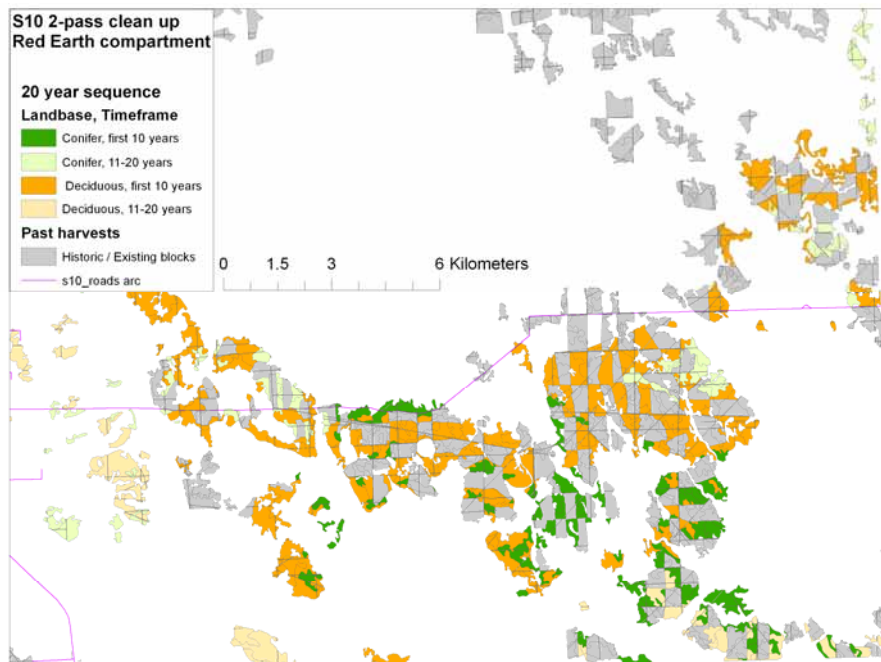 S10 2-pass clean up
Red Earth compartment
20 year sequence
Landbase, Timeframe
Conifer, first 10 years
Conifer, 11-20 years
Deciduous, first 10 years
Deciduous, 11-20 years
Past harvests
Historic / Existing blocks
s10_roads arc
0 1.5 3 6 Kilometers